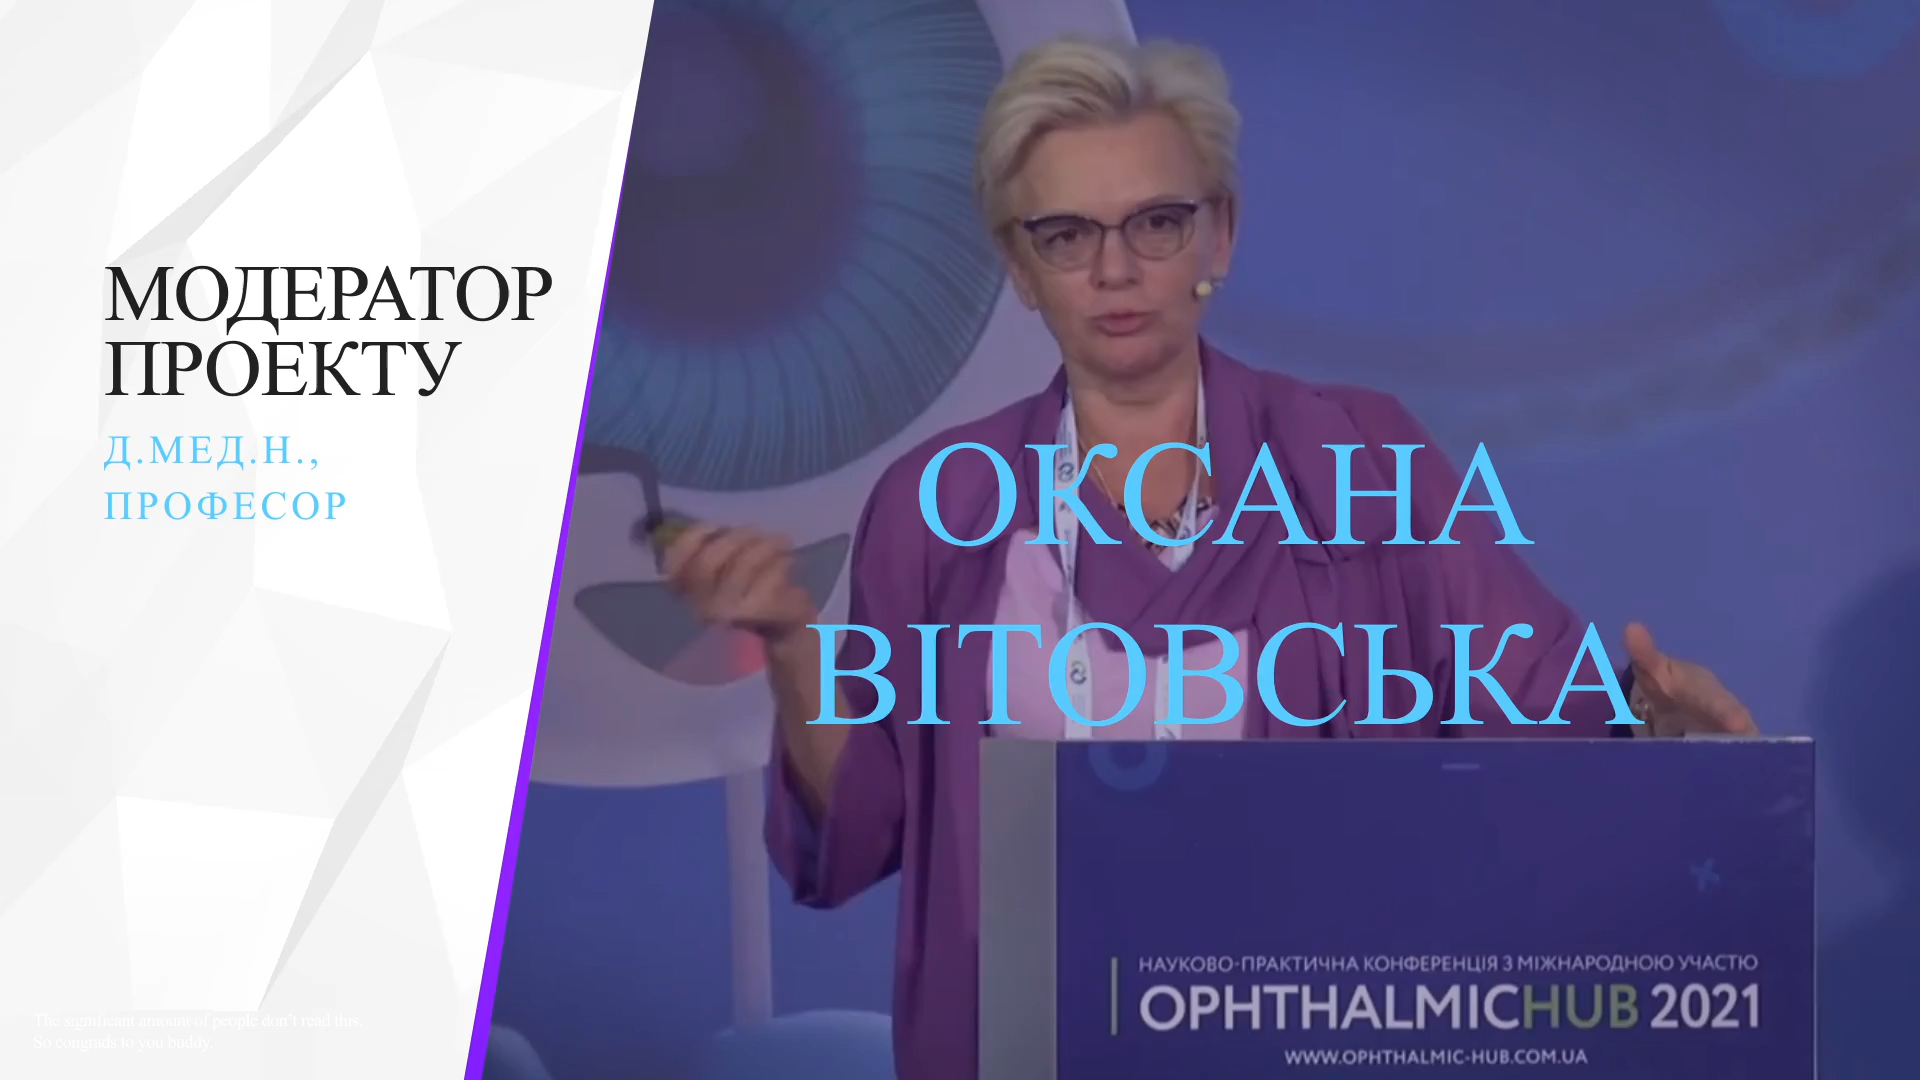 МОДЕРАТОР
ПРОЕКТУ
Д.МЕД.Н.,
ПРОФЕСОР
ОКСАНА
ВІТОВСЬКА
НАУКОВО-ПРАКТИЧНА КОНФЕРЕНЦІЯ З МІЖНАРОДНОЮ УЧАСТЮ
OPHTHALMICHUB 2021
WWW.OPHTHALMIC-HUB.COM.UA
The significant amount of people don't read this.
So congrads to you buddy.